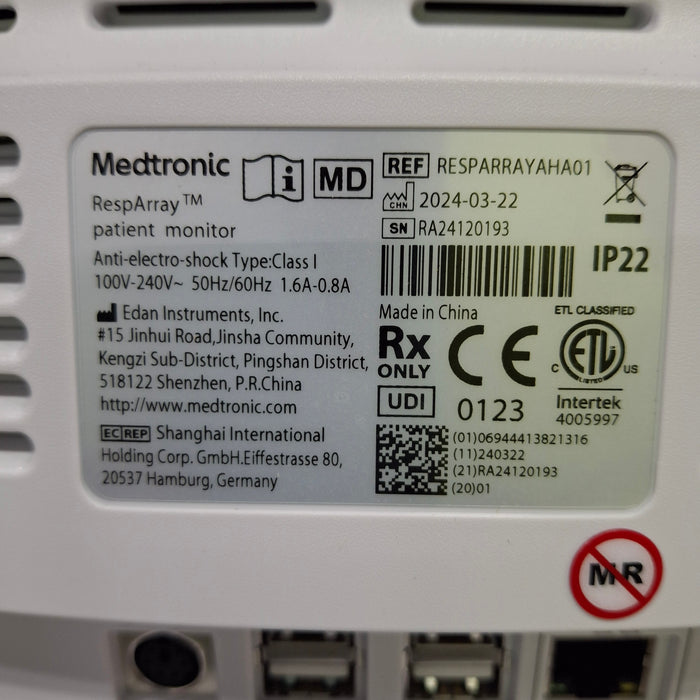 Medtronic
RespArray™
patient monitor
Anti-electro-shock Type:Class I
100V-240V~ 50Hz/60Hz 1.6A-0.8A
Edan Instruments, Inc.
#15 Jinhui Road,Jinsha Community,
Kengzi Sub-District, Pingshan District,
518122 Shenzhen, P.R.China
http://www.medtronic.com
EC REP Shanghai International
Holding Corp. GmbH.Eiffestrasse 80,
20537 Hamburg, Germany
i MD
REF RESPARRAYAHA01
CHN 2024-03-22
SN RA24120193
IP22
Made in China
Rx
ONLY
CE
0123
UDI
ETL CLASSIFIED
C ETL US
LISTED
Intertek
4005997
(01)06944413821316
(11)240322
(21)RA24120193
(20)01
MR